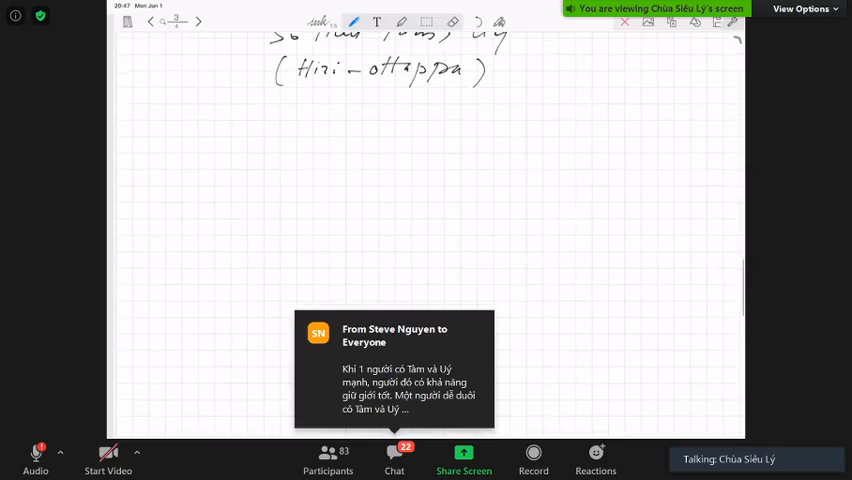 20:47 Mon Jun 1
You are viewing Chùa Siêu Lý's screen
View Options
3
4
(Hiri - ottappa)
SN
From Steve Nguyen to
Everyone
Khi 1 người có Tàm và Uý
mạnh, người đó có khả năng
giữ giới tốt. Một người dễ duôi
có Tàm và Uý ...
83
22
Audio
Start Video
Participants
Chat
Share Screen
Record
Reactions
Talking: Chùa Siêu Lý